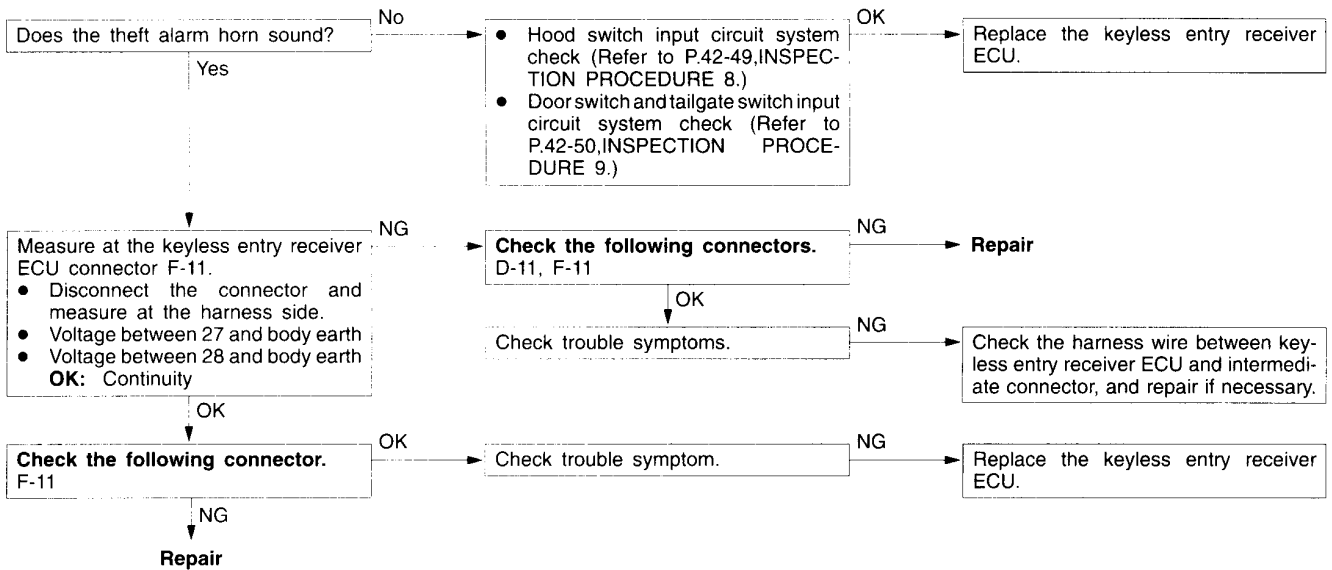 Does the theft alarm horn sound?
No
Yes
● Hood switch input circuit system
check (Refer to P.42-49,INSPEC-
TION PROCEDURE 8.)
● Door switch and tailgate switch input
circuit system check (Refer to
P.42-50,INSPECTION PROCE-
DURE 9.)
OK
Replace the keyless entry receiver
ECU.
Measure at the keyless entry receiver
ECU connector F-11.
● Disconnect the connector and
measure at the harness side.
● Voltage between 27 and body earth
● Voltage between 28 and body earth
OK: Continuity
NG
OK
Check the following connectors.
D-11, F-11
NG
Repair
OK
Check trouble symptoms.
NG
Check the harness wire between key-
less entry receiver ECU and intermedi-
ate connector, and repair if necessary.
Check the following connector.
F-11
OK
NG
Repair
Check trouble symptom.
NG
Replace the keyless entry receiver
ECU.